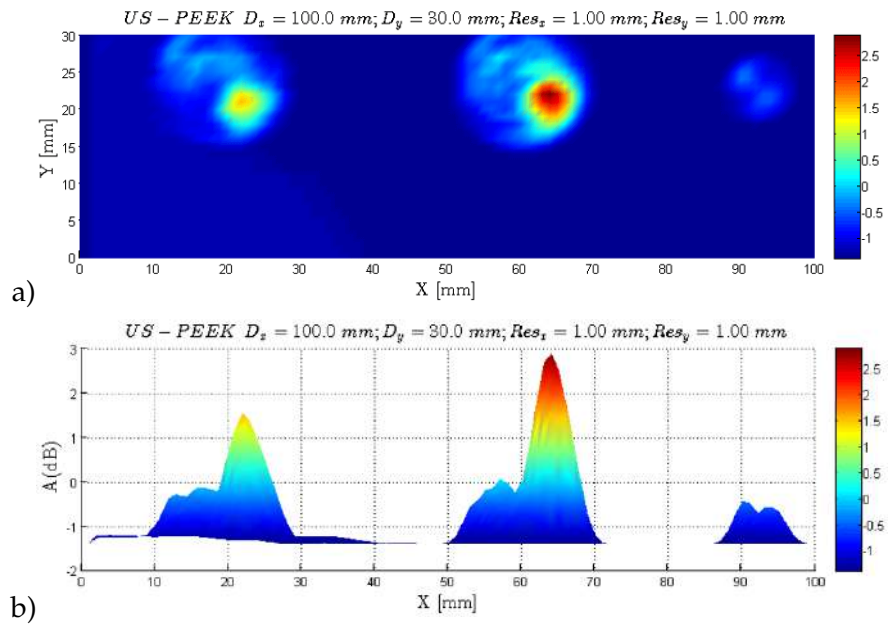 US − PEEK D_x = 100.0 mm; D_y = 30.0 mm; Res_x = 1.00 mm; Res_y = 1.00 mm
30
25
20
15
10
5
0
Y [mm]
0 10 20 30 40 50 60 70 80 90 100
X [mm]
2.5
2
1.5
1
0.5
0
-0.5
-1
a)
US − PEEK D_x = 100.0 mm; D_y = 30.0 mm; Res_x = 1.00 mm; Res_y = 1.00 mm
3
2
1
0
-1
-2
A(dB)
0 10 20 30 40 50 60 70 80 90 100
X [mm]
2.5
2
1.5
1
0.5
0
-0.5
-1
b)